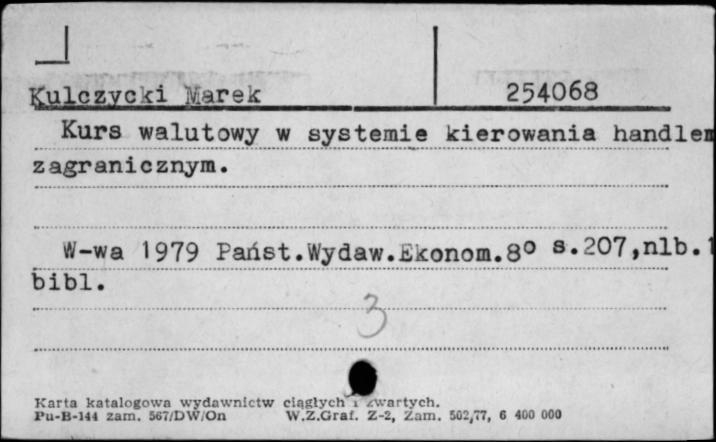 Kulczycki Marek 254068
Kurs walutowy w systemie kierowania handlem
zagranicznym.
W-wa 1979 Państ.Wydaw.Ekonom.8° s.207,nlb.1
bibl.
3
Karta katalogowa wydawnictw ciągłych i zwartych.
Pu-B-144 zam. 567/DW/On W.Z.Graf. Z-2, Zam. 502/77, 6 400 000